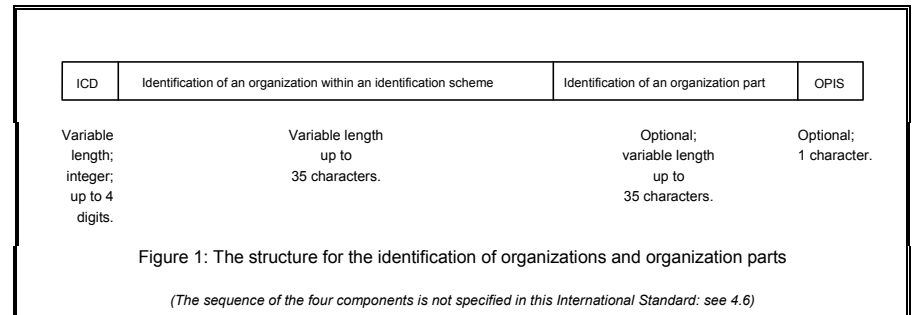 ICD Identification of an organization within an identification scheme Identification of an organization part OPIS
Variable
length;
integer;
up to 4
digits.
Variable length
up to
35 characters.
Optional;
variable length
up to
35 characters.
Optional;
1 character.
Figure 1: The structure for the identification of organizations and organization parts
(The sequence of the four components is not specified in this International Standard: see 4.6)